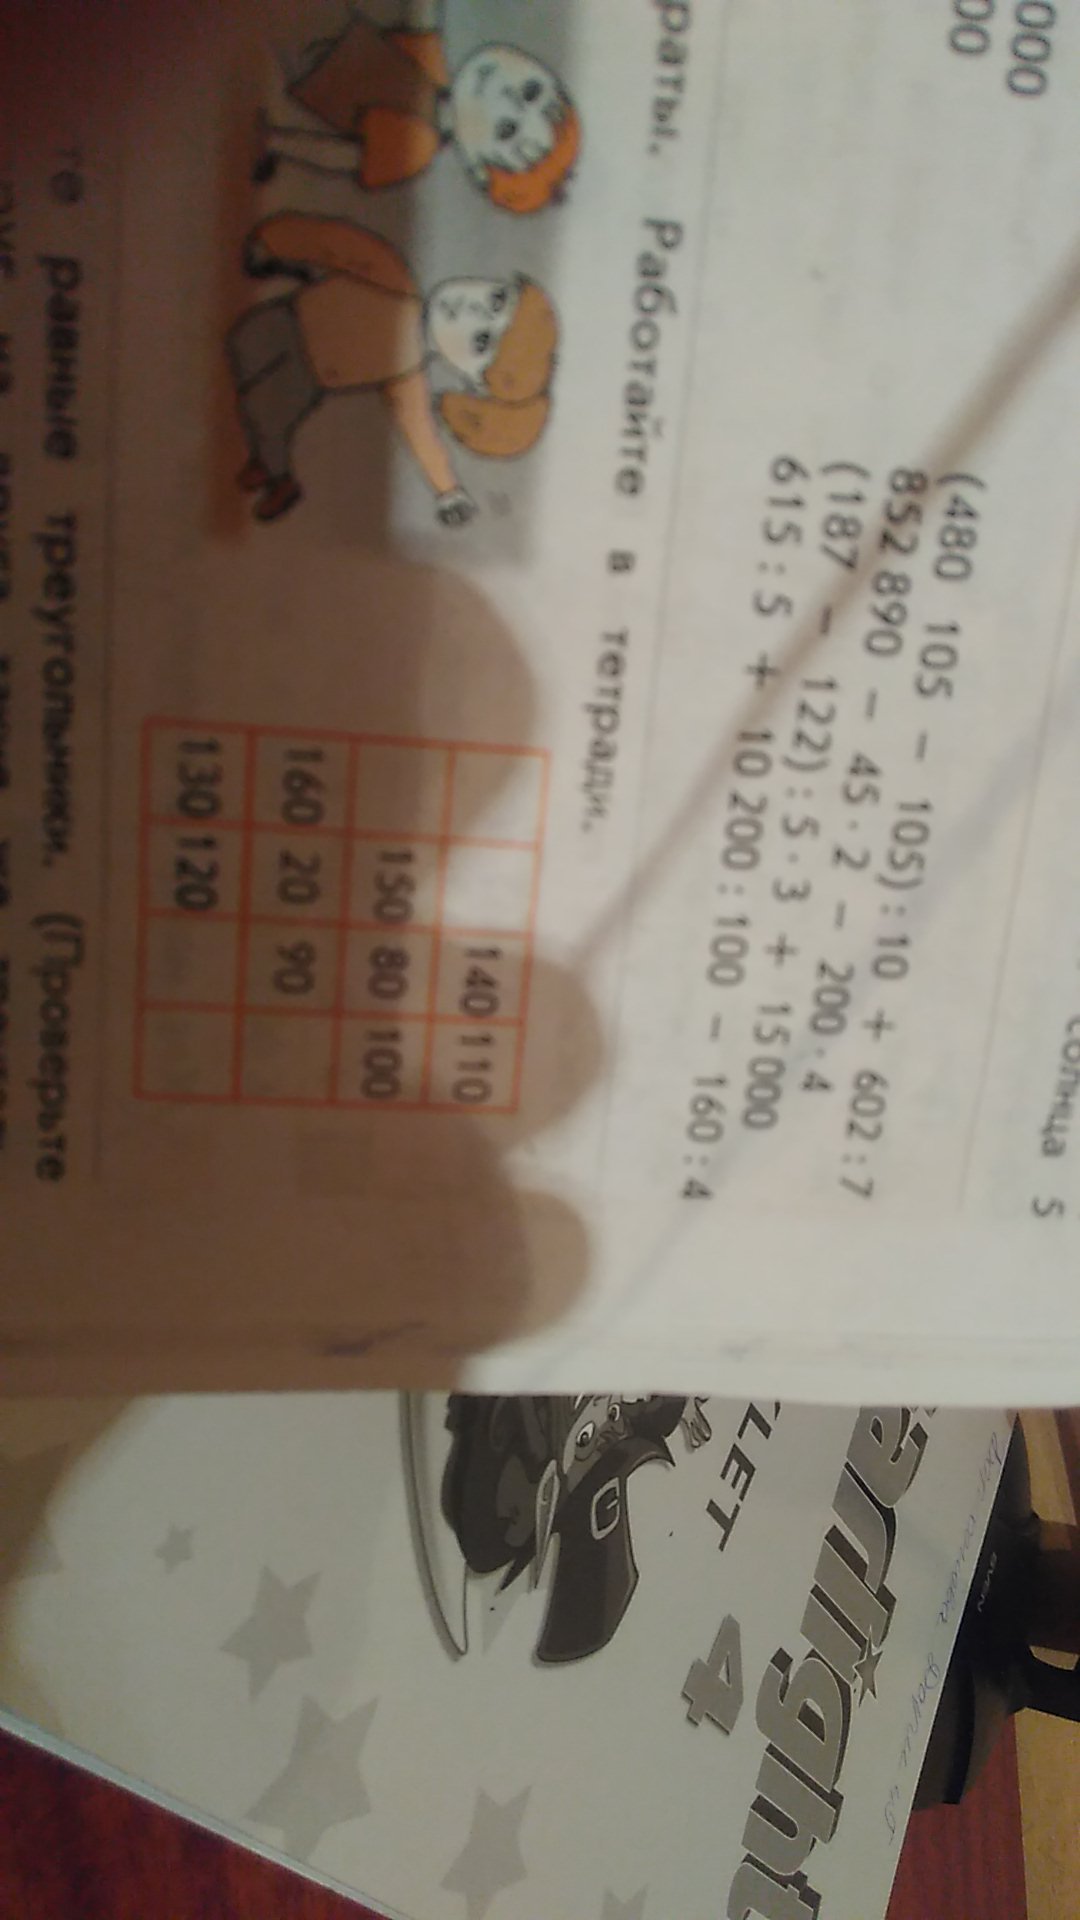 000
00
солнца S
(480 105 – 105) : 10 + 602 : 7
852 890 – 45 · 2 – 200 · 4
(187 – 122) : 5 · 3 + 15 000
615 : 5 + 10 200 : 100 – 160 : 4
раты. Работайте в тетради.
140 110
150 80 100
160 20 90
130 120
те равные треугольники. (Проверьте
LET
4
SVEN